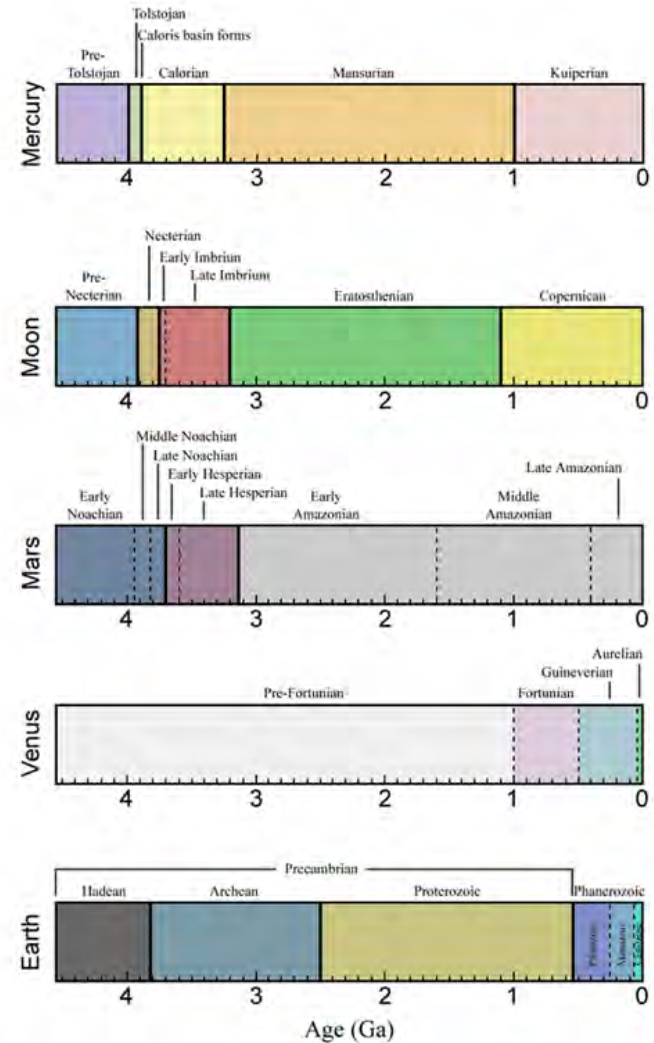 Tolstojan
Caloris basin forms
Pre-
Tolstojan
Calorian
Mansurian
Kuiperian
Mercury
4 3 2 1 0
Necterian
Early Imbriun
Late Imbrium
Pre-
Necterian
Eratosthenian
Copernican
Moon
4 3 2 1 0
Middle Noachian
Late Noachian
Early Hesperian
Late Hesperian
Late Amazonian
Early
Noachian
Early
Amazonian
Middle
Amazonian
Mars
4 3 2 1 0
Aurelian
Guineverian
Pre-Fortunian
Fortunian
Venus
4 3 2 1 0
Precambrian
Hadean
Archean
Proterozoic
Phanerozoic
Earth
4 3 2 1 0
Age (Ga)